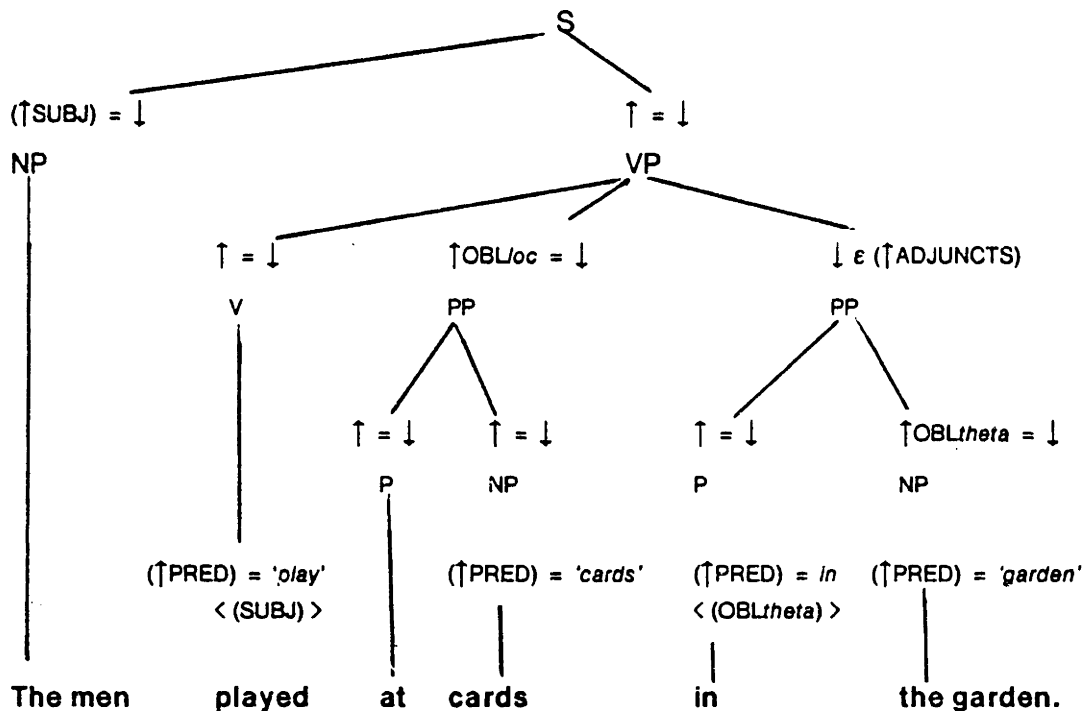 S
(↑SUBJ) = ↓ ↑ = ↓
NP VP
↑ = ↓ ↑OBLloc = ↓ ↓ ε (↑ADJUNCTS)
V PP PP
↑ = ↓ ↑ = ↓ ↑ = ↓ ↑OBLtheta = ↓
P NP P NP
(↑PRED) = 'play' (↑PRED) = 'cards' (↑PRED) = in (↑PRED) = 'garden'
< (SUBJ) > < (OBLtheta) >
The men played at cards in the garden.